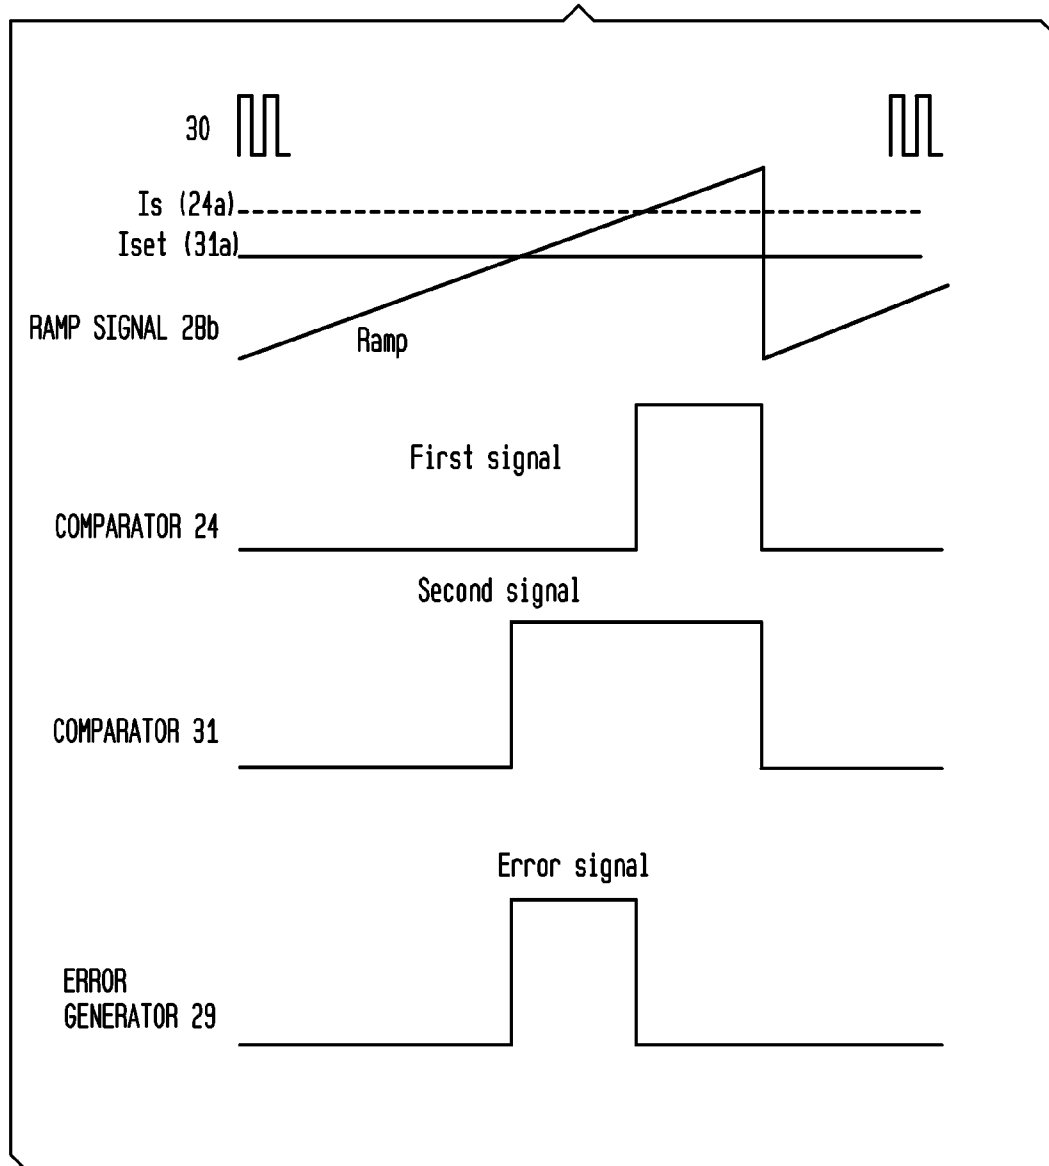 30
Is (24a)
Iset (31a)
RAMP SIGNAL 28b
Ramp
First signal
COMPARATOR 24
Second signal
COMPARATOR 31
Error signal
ERROR
GENERATOR 29